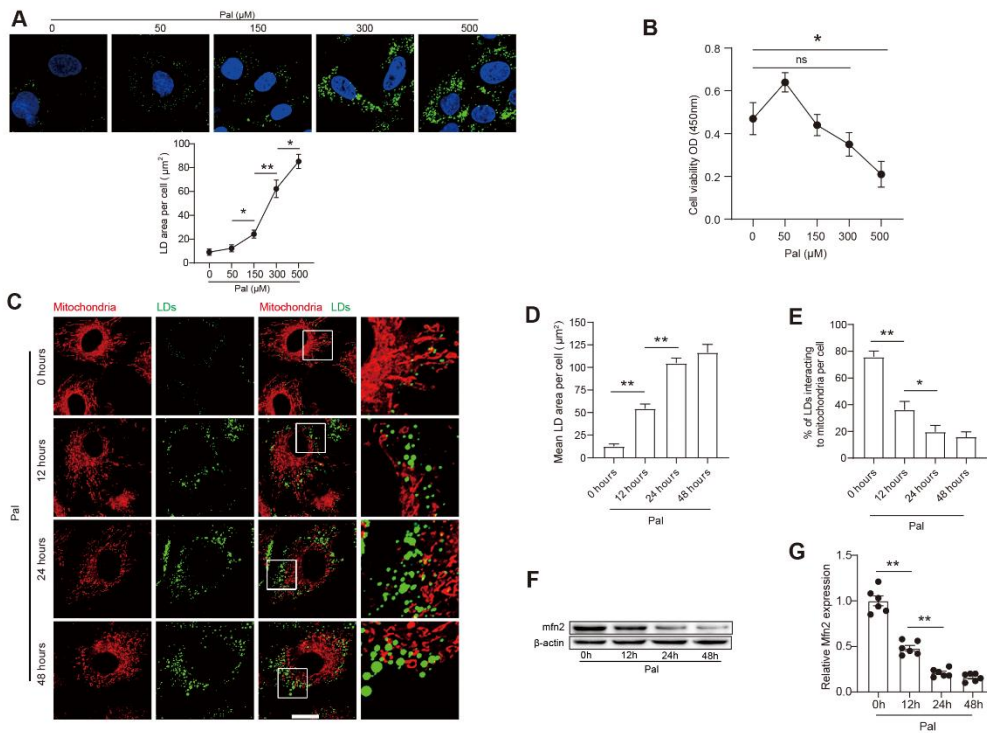 A
Pal (µM)
0 50 150 300 500
LD area per cell ( µm²)
100
80
60
40
20
0
*
**
*
0 50 150 300 500
Pal (µM)
B
Cell viability OD (450nm)
0.8
0.6
0.4
0.2
0.0
*
ns
0 50 150 300 500
Pal (µM)
C
Mitochondria LDs Mitochondria LDs
Pal
0 hours
12 hours
24 hours
48 hours
D
Mean LD area per cell ( µm²)
150
100
50
0
**
**
0 hours 12 hours 24 hours 48 hours
Pal
E
% of LDs interacting
to mitochondria per cell
100
80
60
40
20
0
**
*
0 hours 12 hours 24 hours 48 hours
Pal
F
mfn2
β-actin
0h 12h 24h 48h
Pal
G
Relative Mfn2 expression
1.5
1.0
0.5
0.0
**
**
0h 12h 24h 48h
Pal